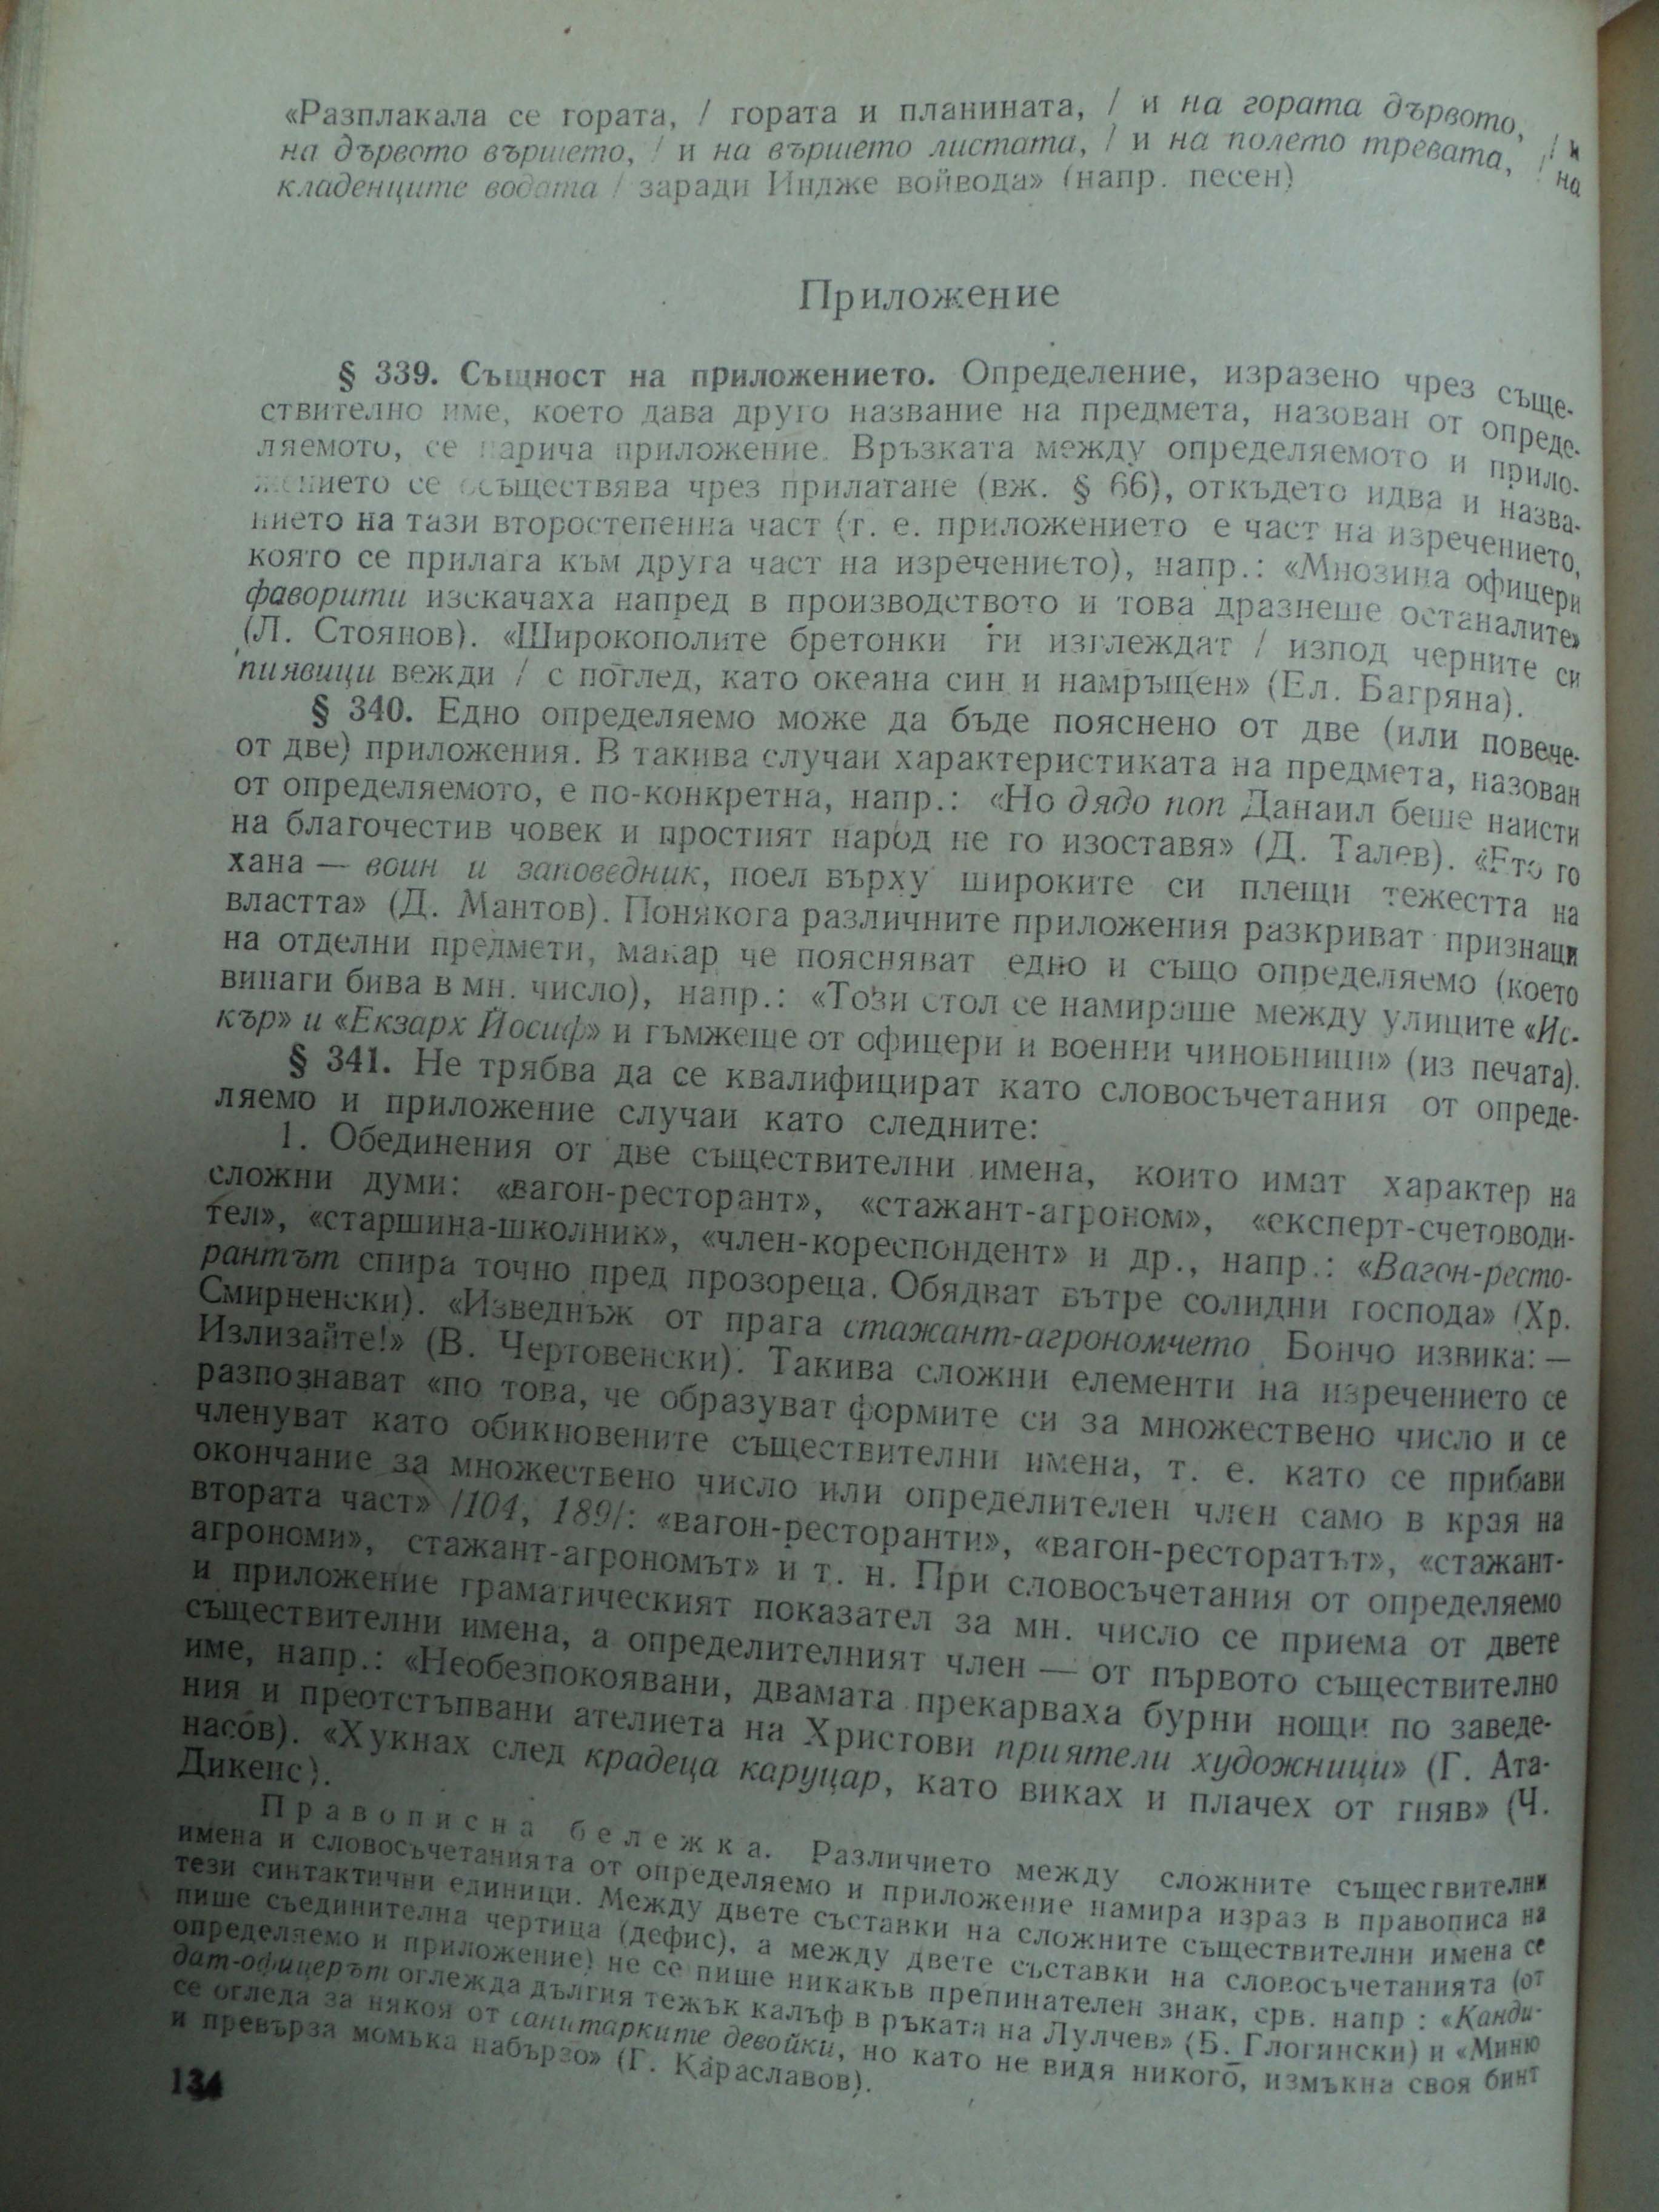 «Разплакала се гората, / гората и планината, / и на гората дървото, / и
на дървото вършето, / и на вършето листата, / и на полето тревата, / на
кладенците водата / заради Индже войвода» (напр. песен)
Приложение
§ 339. Същност на приложението. Определение, изразено чрез съще-
ствително име, което дава друго название на предмета, назован от опреде-
ляемото, се нарича приложение. Връзката между определяемото и прило-
жението се осъществява чрез прилагане (вж. § 66), откъдето идва и назва-
нието на тази второстепенна част (т. е. приложението е част на изречението,
която се прилага към друга част на изречението), напр.: «Мнозина офицери
фаворити изскачаха напред в производството и това дразнеше останалите»
(Л. Стоянов). «Широкополите бретонки ги изглеждат / изпод черните си
пиявици вежди / с поглед, като океана син и намръщен» (Ел. Багряна).
§ 340. Едно определяемо може да бъде пояснено от две (или повече
от две) приложения. В такива случаи характеристиката на предмета, назован
от определяемото, е по-конкретна, напр.: «Но дядо поп Данаил беше наисти
на благочестив човек и простият народ не го изоставя» (Д. Талев). «Ето го
хана — воин и заповедник, поел върху широките си плещи тежестта на
властта» (Д. Мантов). Понякога различните приложения разкриват признаци
на отделни предмети, макар че поясняват едно и също определяемо (което
винаги бива в мн. число), напр.: «Този стол се намираше между улиците «Ис-
кър» и «Екзарх Йосиф» и гъмжеше от офицери и военни чиновници» (из печата).
§ 341. Не трябва да се квалифицират като словосъчетания от опреде-
ляемо и приложение случаи като следните:
1. Обединения от две съществителни имена, които имат характер на
сложни думи: «вагон-ресторант», «стажант-агроном», «експерт-счетоводи-
тел», «старшина-школник», «член-кореспондент» и др., напр.: «Вагон-ресто-
рантът спира точно пред прозореца. Обядват вътре солидни господа» (Хр.
Смирненски). «Изведнъж от прага стажант-агрономчето Бончо извика: —
Излизайте!» (В. Чертовенски). Такива сложни елементи на изречението се
разпознават «по това, че образуват формите си за множествено число и се
членуват като обикновените съществителни имена, т. е. като се прибави
окончание за множествено число или определителен член само в края на
втората част» /104, 189/: «вагон-ресторанти», «вагон-ресторатът», «стажант-
агрономи», стажант-агрономът» и т. н. При словосъчетания от определяемо
и приложение граматическият показател за мн. число се приема от двете
съществителни имена, а определителният член — от първото съществително
име, напр.: «Необезпокоявани, двамата прекарваха бурни нощи по заведе-
ния и преотстъпвани ателиета на Христови приятели художници» (Г. Ата-
насов). «Хукнах след крадеца каруцар, като виках и плачех от гняв» (Ч.
Дикенс).
Правописна бележка. Различието между сложните съществителни
имена и словосъчетанията от определяемо и приложение намира израз в правописа на
тези синтактични единици. Между двете съставки на сложните съществителни имена се
пише съединителна чертица (дефис), а между двете съставки на словосъчетанията (от
определяемо и приложение) не се пише никакъв препинателен знак, срв. напр : «Канди-
дат-офицерът оглежда дългия тежък калъф в ръката на Лулчев» (Б. Глогински) и «Миню
се огледа за някоя от санитарките девойки, но като не видя никого, измъкна своя бинт
и превърза момъка набързо» (Г. Караславов).
134